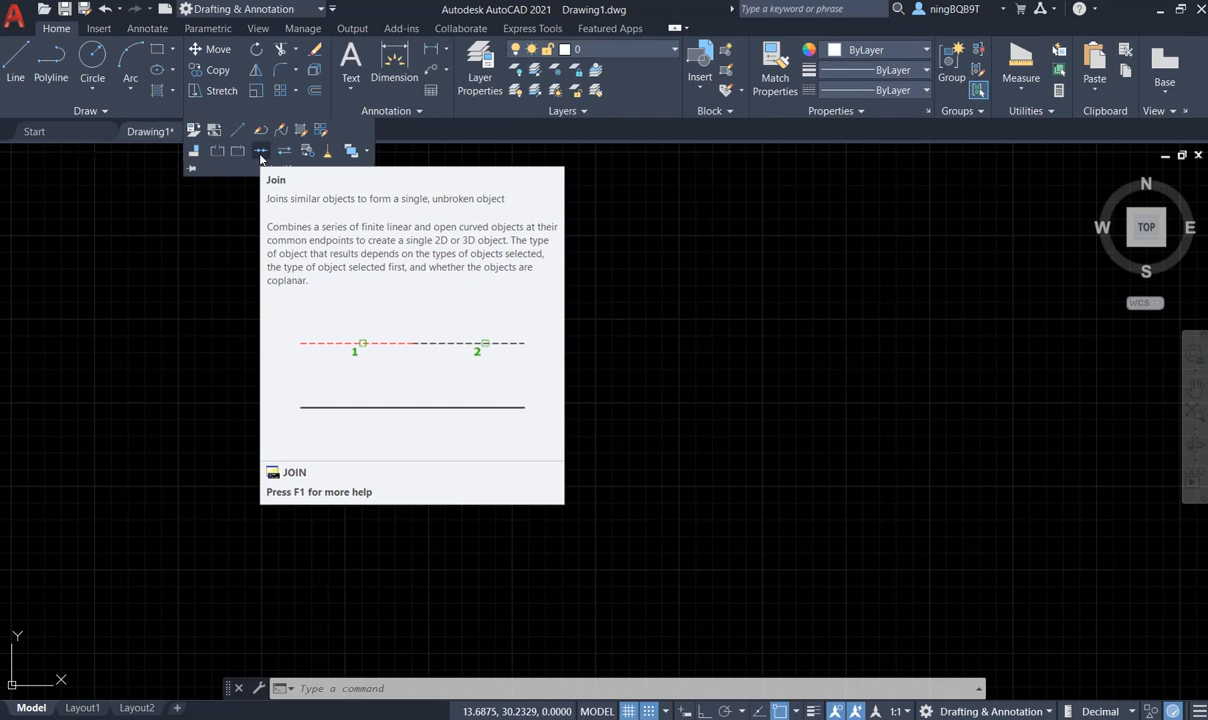 Drafting & Annotation
Autodesk AutoCAD 2021 Drawing1.dwg
Type a keyword or phrase
ningBQB9T
Home Insert Annotate Parametric View Manage Output Add-ins Collaborate Express Tools Featured Apps
Line
Polyline
Circle
Arc
Move
Copy
Stretch
Text
Dimension
Layer
Properties
0
Insert
Match
Properties
ByLayer
ByLayer
ByLayer
Group
Measure
Paste
Base
Draw
Annotation
Layers
Block
Properties
Groups
Utilities
Clipboard
View
Start
Drawing1*
Join
Joins similar objects to form a single, unbroken object
Combines a series of finite linear and open curved objects at their
common endpoints to create a single 2D or 3D object. The type
of object that results depends on the types of objects selected,
the type of object selected first, and whether the objects are
coplanar.
1 2
JOIN
Press F1 for more help
N
W TOP E
S
WCS
Y
X
Type a command
Model Layout1 Layout2 +
13.6875, 30.2329, 0.0000 MODEL
1:1
Drafting & Annotation
Decimal